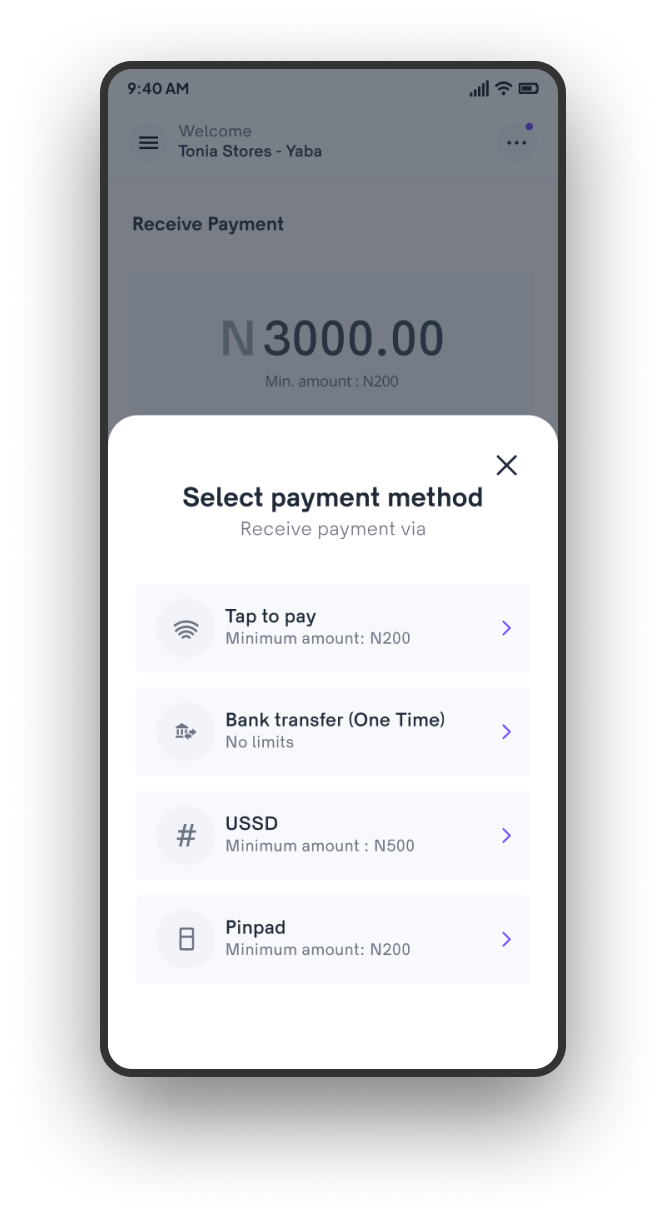 9:40 AM
Welcome
Tonia Stores - Yaba
Receive Payment
N 3000.00
Min. amount : N200
Select payment method
Receive payment via
Tap to pay
Minimum amount: N200
Bank transfer (One Time)
No limits
# USSD
Minimum amount : N500
Pinpad
Minimum amount: N200